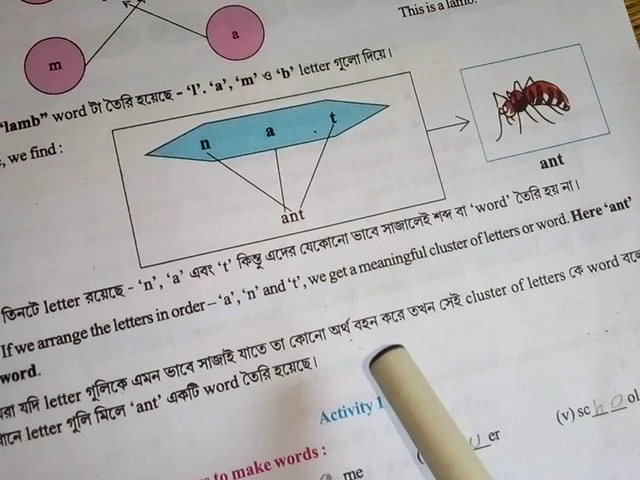 This is a lamb.
m
a
"lamb" word টা তৈরি হয়েছে – 'l'. 'a', 'm' ও 'b' letter গুলো দিয়ে।
, we find :
n a t
ant
ant
তিনটে letter রয়েছে – 'n', 'a' এবং 't' কিন্তু এদের যেকোনো ভাবে সাজালেই শব্দ বা 'word' তৈরি হয় না।
If we arrange the letters in order – 'a', 'n' and 't', we get a meaningful cluster of letters or word. Here 'ant'
word.
যদি letter গুলিকে এমন ভাবে সাজাই যাতে তা কোনো অর্থ বহন করে তখন সেই cluster of letters কে word
letter গুলি মিলে 'ant' একটি word তৈরি হয়েছে।
Activity 1
to make words :
me
er
(v) sc h o ol